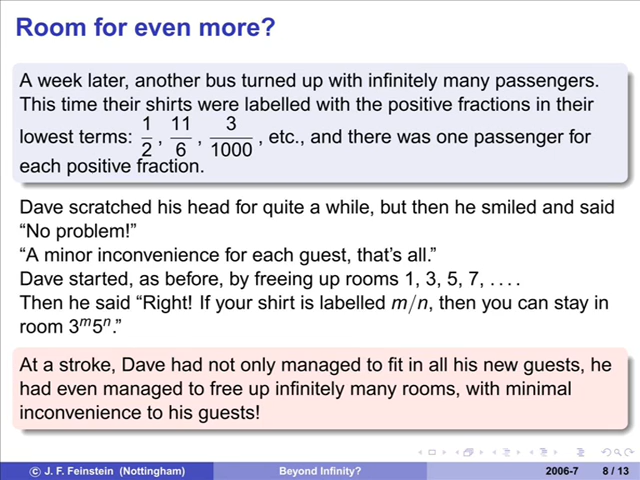 Room for even more?
A week later, another bus turned up with infinitely many passengers.
This time their shirts were labelled with the positive fractions in their
lowest terms: 1/2, 11/6, 3/1000, etc., and there was one passenger for
each positive fraction.
Dave scratched his head for quite a while, but then he smiled and said
“No problem!”
“A minor inconvenience for each guest, that’s all.”
Dave started, as before, by freeing up rooms 1, 3, 5, 7, . . . .
Then he said “Right! If your shirt is labelled m/n, then you can stay in
room 3^m5^n.”
At a stroke, Dave had not only managed to fit in all his new guests, he
had even managed to free up infinitely many rooms, with minimal
inconvenience to his guests!
© J. F. Feinstein (Nottingham) Beyond Infinity? 2006-7 8 / 13